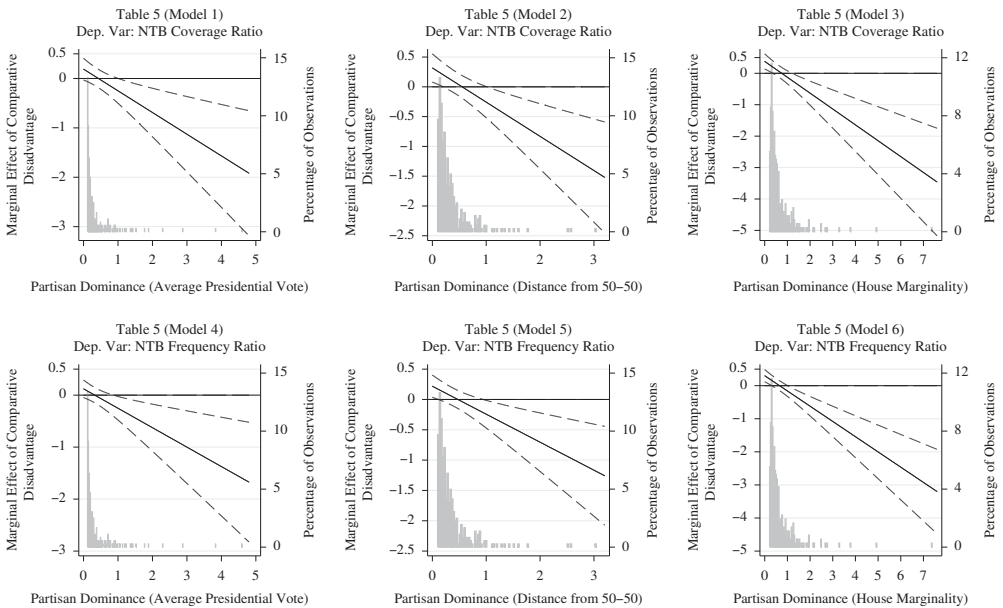 Table 5 (Model 1)
Dep. Var: NTB Coverage Ratio
Marginal Effect of Comparative
Disadvantage
0.5
0
−1
−2
−3
15
10
5
0
Percentage of Observations
0 1 2 3 4 5
Partisan Dominance (Average Presidential Vote)
Table 5 (Model 2)
Dep. Var: NTB Coverage Ratio
Marginal Effect of Comparative
Disadvantage
0.5
0
−0.5
−1
−1.5
−2
−2.5
15
10
5
0
Percentage of Observations
0 1 2 3
Partisan Dominance (Distance from 50−50)
Table 5 (Model 3)
Dep. Var: NTB Coverage Ratio
Marginal Effect of Comparative
Disadvantage
0.5
0
−1
−2
−3
−4
−5
12
8
4
0
Percentage of Observations
0 1 2 3 4 5 6 7
Partisan Dominance (House Marginality)
Table 5 (Model 4)
Dep. Var: NTB Frequency Ratio
Marginal Effect of Comparative
Disadvantage
0.5
0
−1
−2
−3
15
10
5
0
Percentage of Observations
0 1 2 3 4 5
Partisan Dominance (Average Presidential Vote)
Table 5 (Model 5)
Dep. Var: NTB Frequency Ratio
Marginal Effect of Comparative
Disadvantage
0.5
0
−0.5
−1
−1.5
−2
−2.5
15
10
5
0
Percentage of Observations
0 1 2 3
Partisan Dominance (Distance from 50−50)
Table 5 (Model 6)
Dep. Var: NTB Frequency Ratio
Marginal Effect of Comparative
Disadvantage
0.5
0
−1
−2
−3
−4
−5
12
8
4
0
Percentage of Observations
0 1 2 3 4 5 6 7
Partisan Dominance (House Marginality)